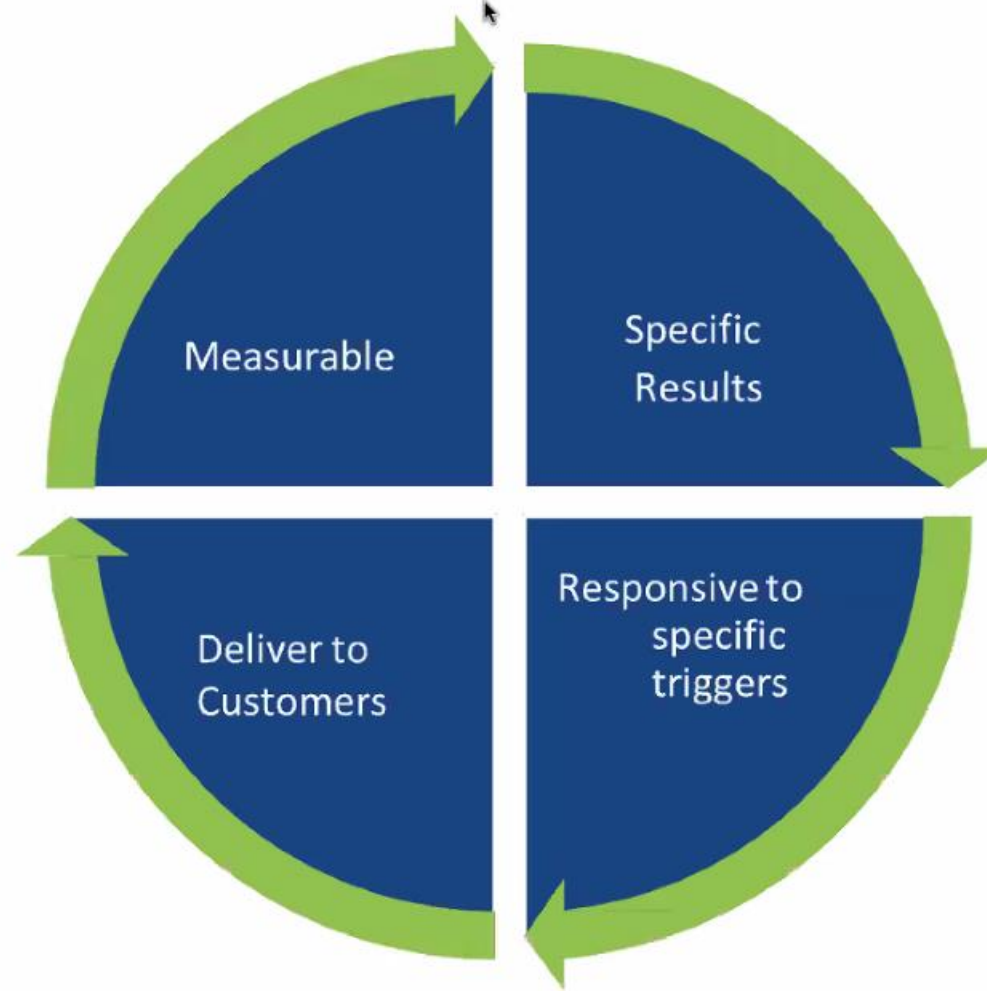 Measurable
Specific
Results
Responsive to
specific
triggers
Deliver to
Customers